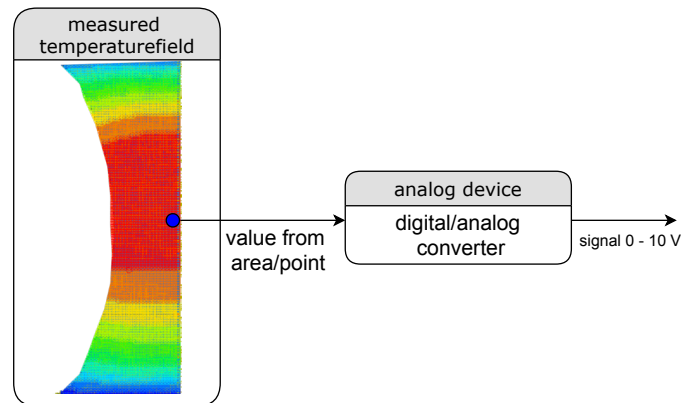 measured
temperaturefield
value from
area/point
analog device
digital/analog
converter
signal 0 - 10 V